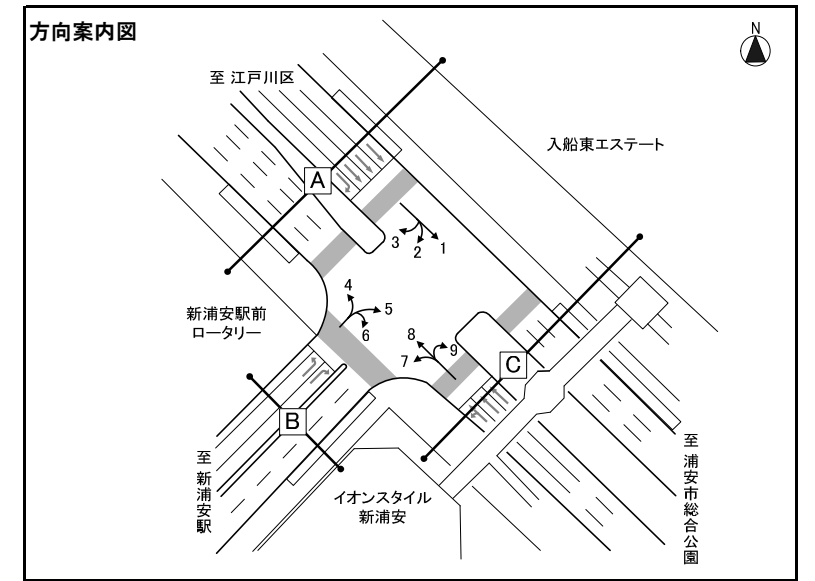 方向案内図
N
至 江戸川区
入船東エステート
A
3
2
1
4
5
6
新浦安駅前
ロータリー
8
7
9
C
B
至 新浦安駅
イオンスタイル
新浦安
至 浦安市総合公園